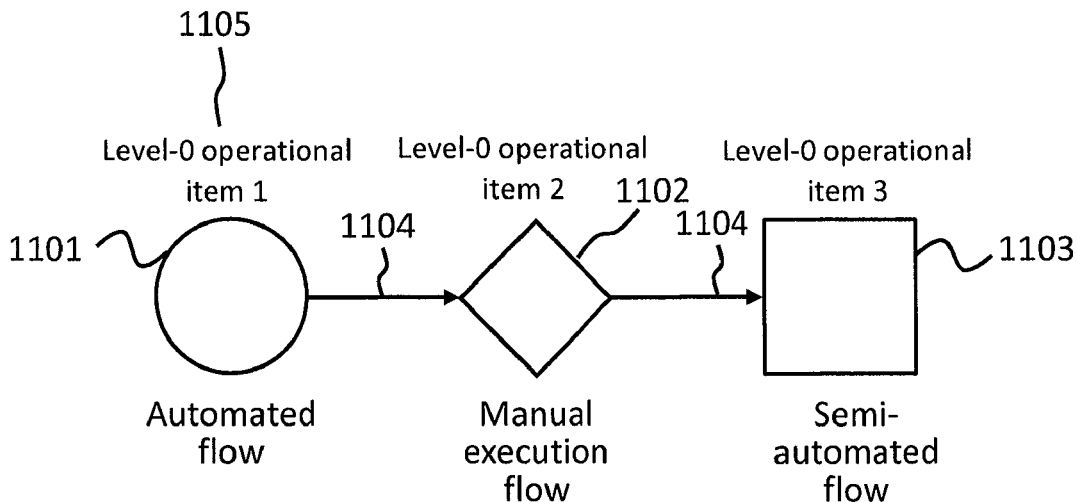 1105
Level-0 operational
item 1
Level-0 operational
item 2
Level-0 operational
item 3
1101
1104
1102
1104
1103
Automated
flow
Manual
execution
flow
Semi-
automated
flow